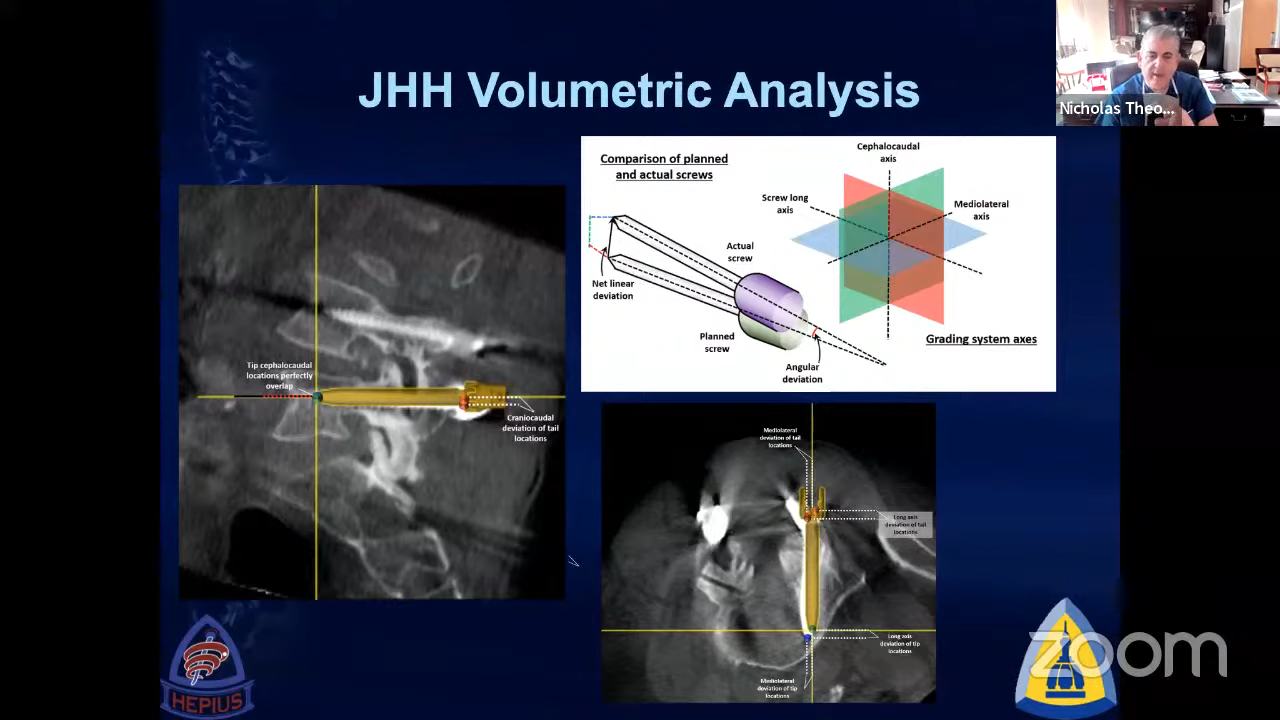 JHH Volumetric Analysis
Nicholas Theo...
Comparison of planned
and actual screws
Net linear
deviation
Actual
screw
Planned
screw
Angular
deviation
Cephalocaudal
axis
Screw long
axis
Mediolateral
axis
Grading system axes
Tip cephalocaudal
locations perfectly
overlap
Craniocaudal
deviation of tail
locations
Mediolateral
deviation of tail
locations
Long axis
deviation of tail
locations
Long axis
deviation of tip
locations
Mediolateral
deviation of tip
locations
HEPIUS
zoom